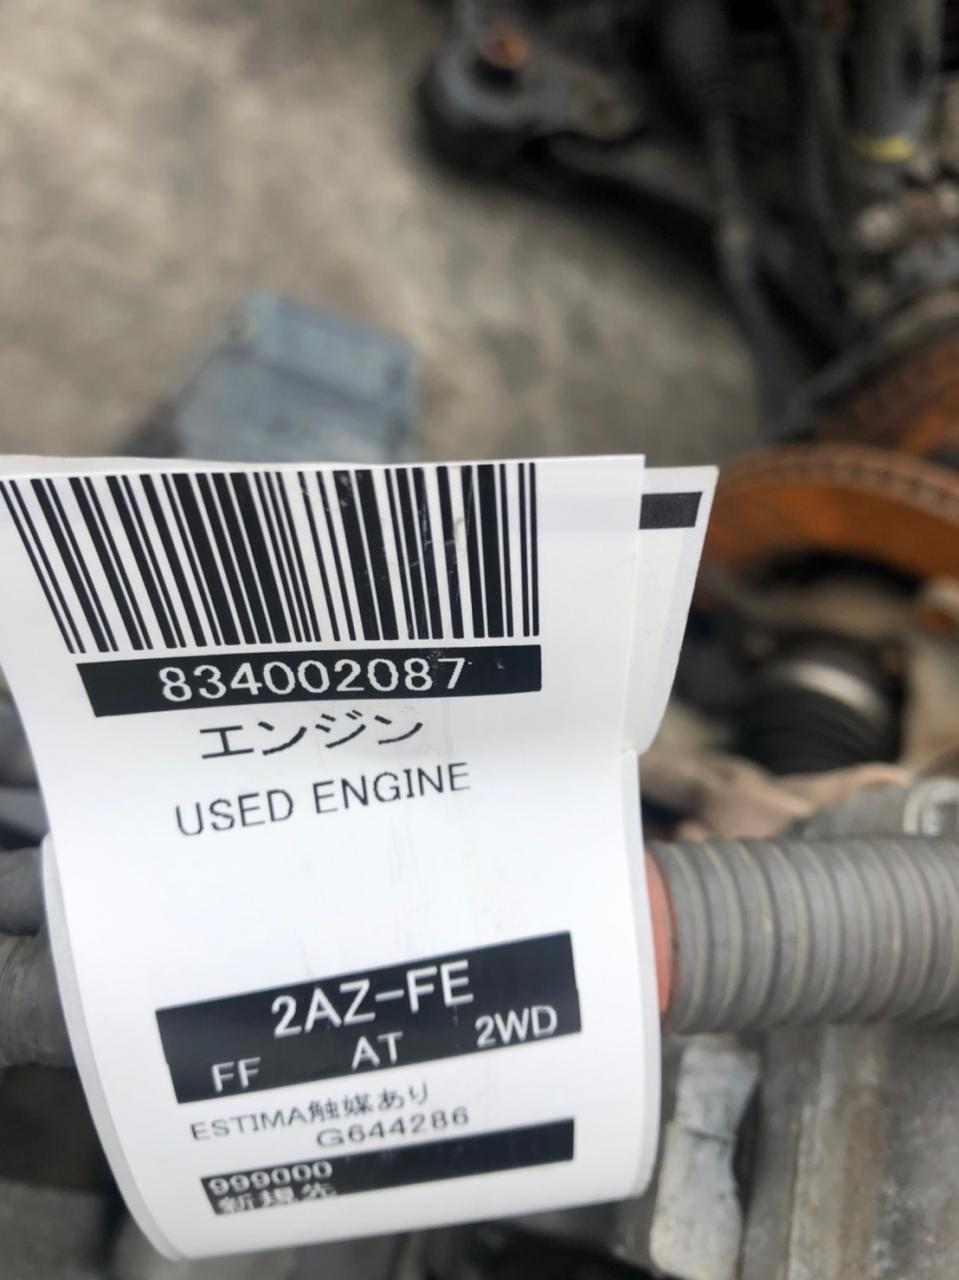 834002087
エンジン
USED ENGINE
2AZ-FE
FF AT 2WD
ESTIMA触媒あり
G644286
999000
新規先